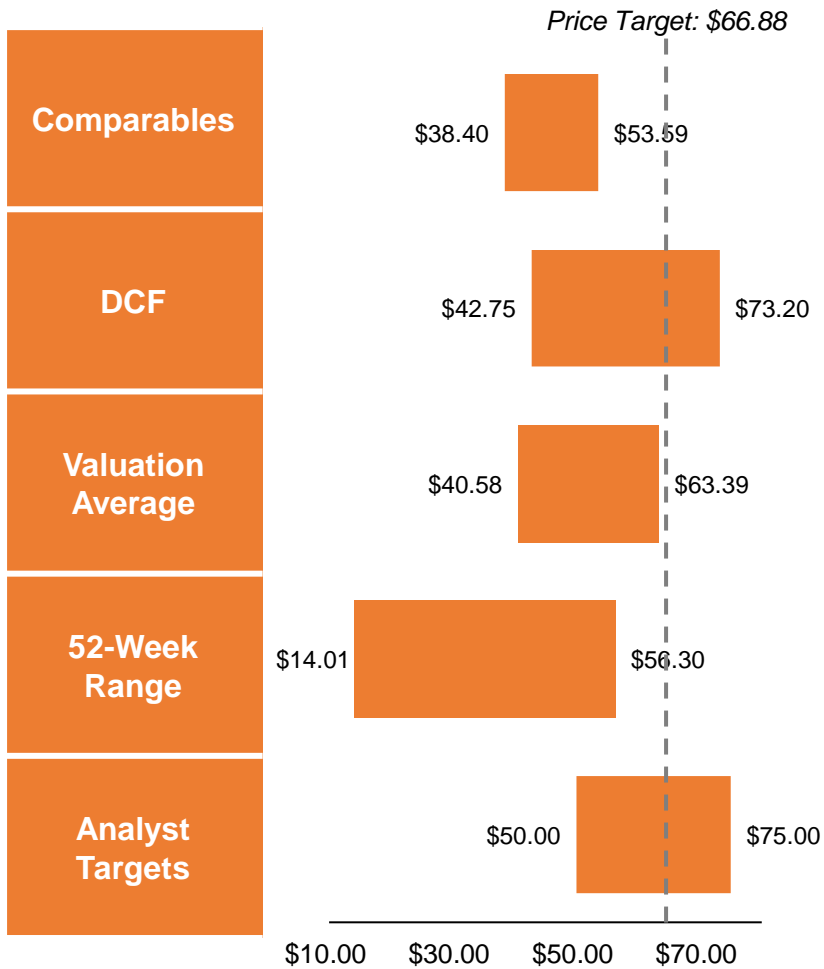 Price Target: $66.88
Comparables
$38.40
$53.59
DCF
$42.75
$73.20
Valuation
Average
$40.58
$63.39
52-Week
Range
$14.01
$56.30
Analyst
Targets
$50.00
$75.00
$10.00 $30.00 $50.00 $70.00